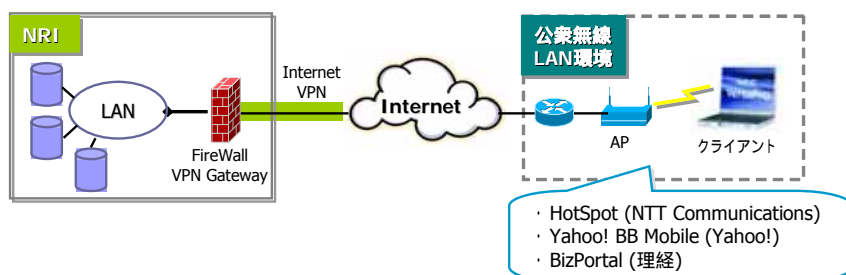 NRI
LAN
FireWall
VPN Gateway
Internet
VPN
Internet
公衆無線
LAN環境
AP
クライアント
・ HotSpot (NTT Communications)
・ Yahoo! BB Mobile (Yahoo!)
・ BizPortal (理経)